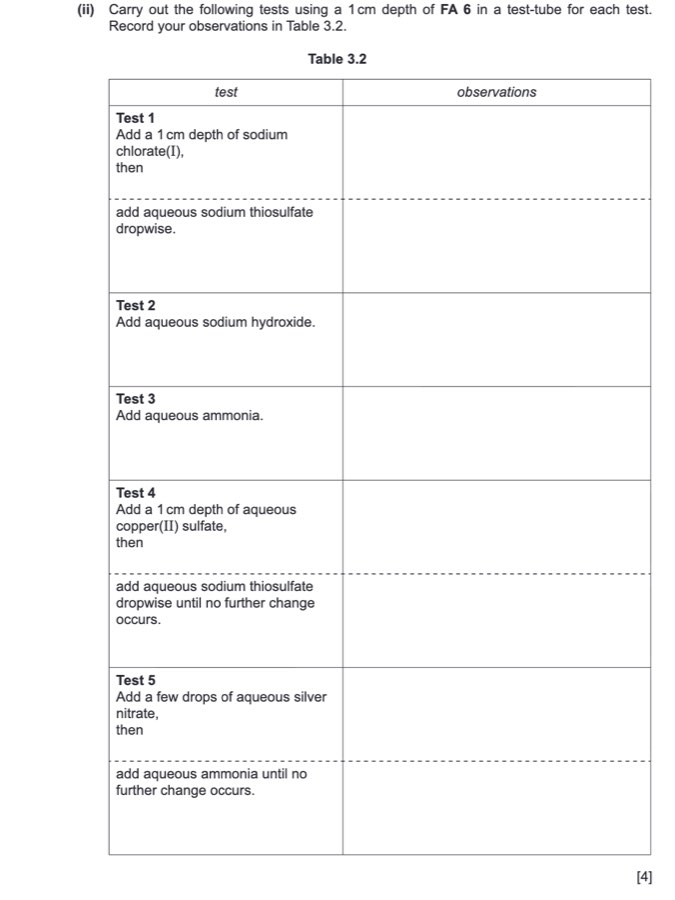 (ii) Carry out the following tests using a 1 cm depth of FA 6 in a test-tube for each test.
Record your observations in Table 3.2.
Table 3.2
test
observations
Test 1
Add a 1 cm depth of sodium
chlorate(I),
then
add aqueous sodium thiosulfate
dropwise.
Test 2
Add aqueous sodium hydroxide.
Test 3
Add aqueous ammonia.
Test 4
Add a 1 cm depth of aqueous
copper(II) sulfate,
then
add aqueous sodium thiosulfate
dropwise until no further change
occurs.
Test 5
Add a few drops of aqueous silver
nitrate,
then
add aqueous ammonia until no
further change occurs.
[4]